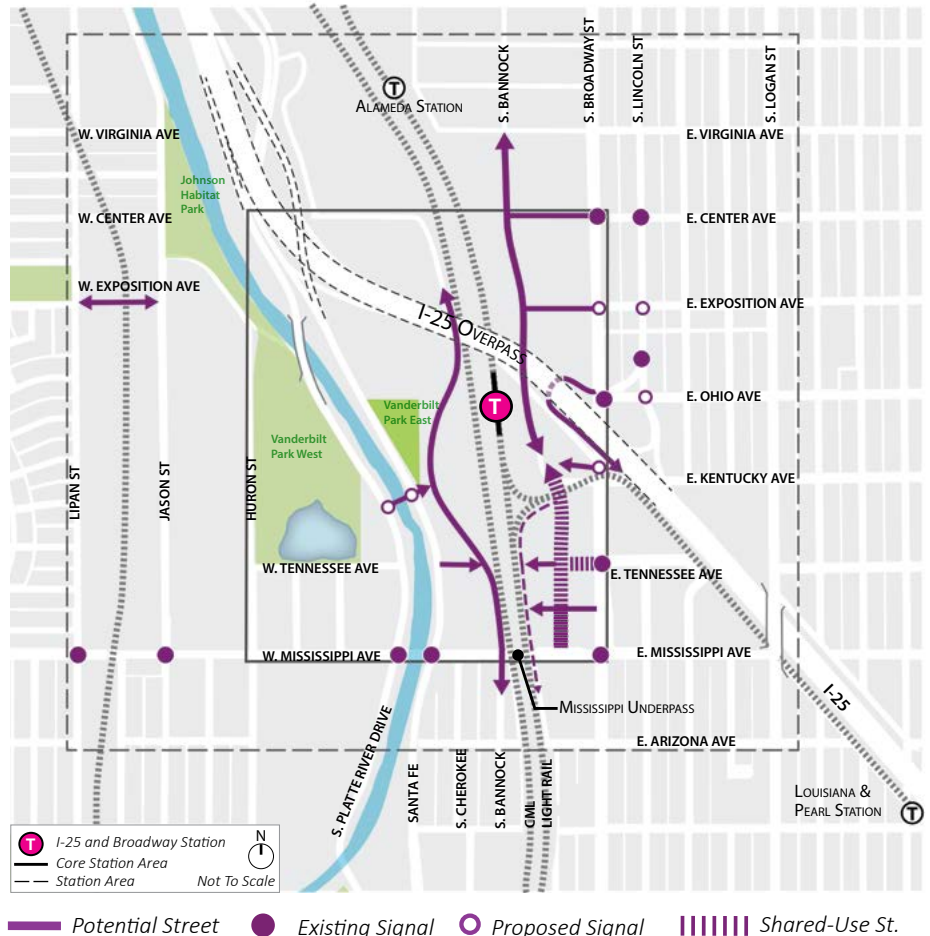 S. BANNOCK
S. BROADWAY ST
S. LINCOLN ST
S. LOGAN ST
T
ALAMEDA STATION
W. VIRGINIA AVE
E. VIRGINIA AVE
Johnson
Habitat
Park
W. CENTER AVE
E. CENTER AVE
W. EXPOSITION AVE
E. EXPOSITION AVE
I-25 OVERPASS
E. OHIO AVE
T
Vanderbilt
Park East
Vanderbilt
Park West
LIPAN ST
JASON ST
HURON ST
E. KENTUCKY AVE
W. TENNESSEE AVE
E. TENNESSEE AVE
W. MISSISSIPPI AVE
E. MISSISSIPPI AVE
I-25
MISSISSIPPI UNDERPASS
E. ARIZONA AVE
S. PLATTE RIVER DRIVE
SANTA FE
S. CHEROKEE
S. BANNOCK
CML
LIGHT RAIL
LOUISIANA &
PEARL STATION
T
T I-25 and Broadway Station
N
Core Station Area
Station Area Not To Scale
Potential Street Existing Signal Proposed Signal Shared-Use St.